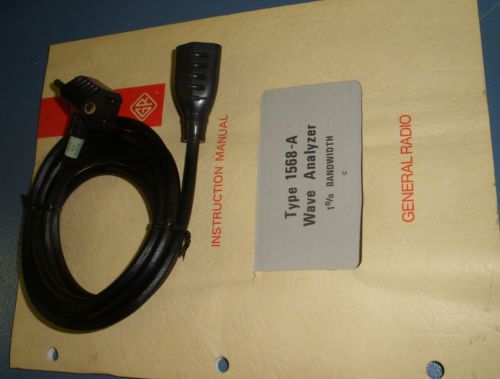 GR
INSTRUCTION MANUAL
Type 1568-A
Wave Analyzer
1% BANDWIDTH
C
GENERAL RADIO